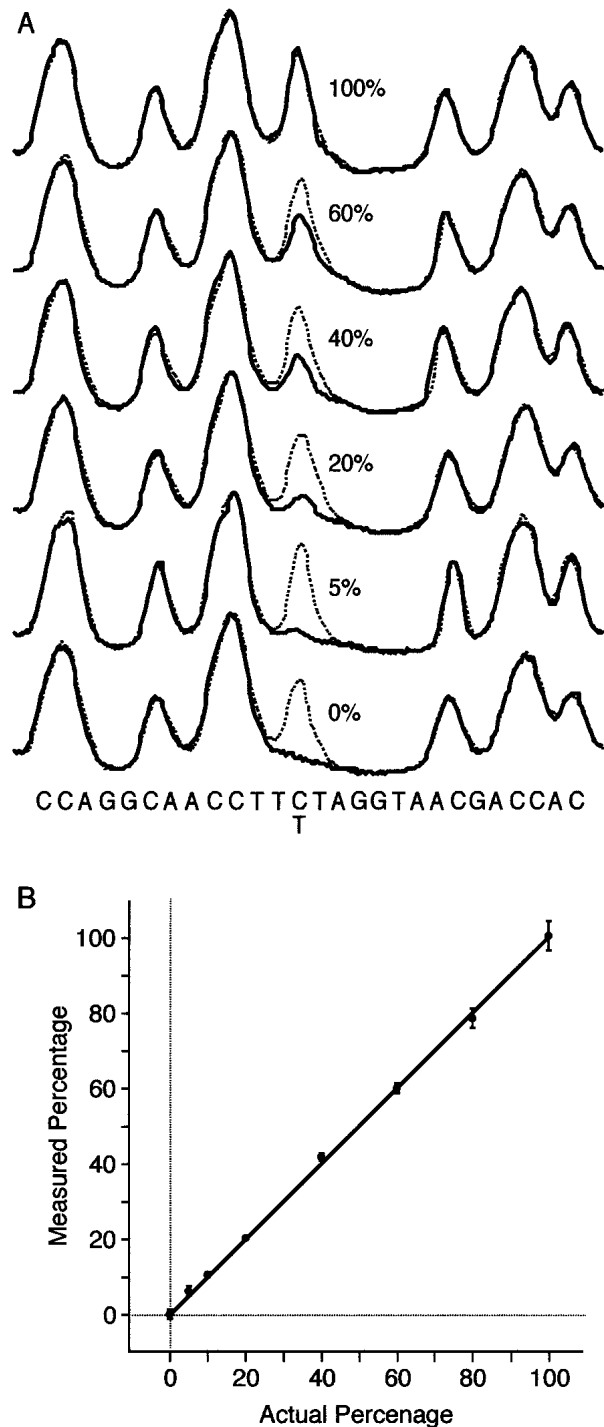 A
100%
60%
40%
20%
5%
0%
CCAGGCAACCTTCTAGGTAACGACCAC
T
B
100
80
60
40
20
0
Measured Percentage
0 20 40 60 80 100
Actual Percenage